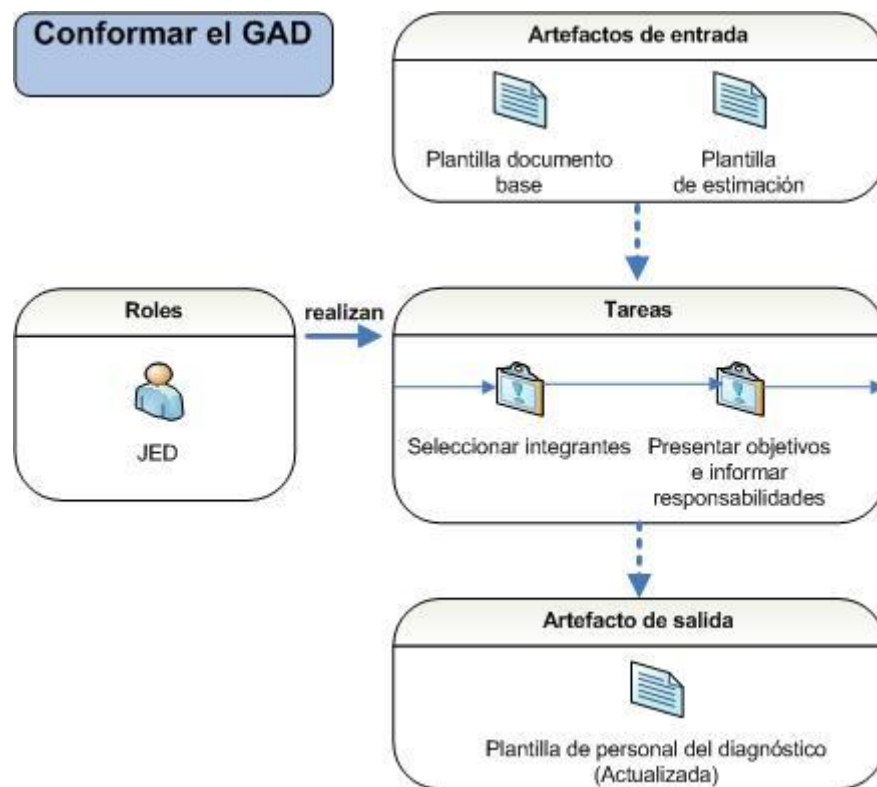 Conformar el GAD
Artefactos de entrada
Plantilla documento
base
Plantilla
de estimación
Roles
realizan
Tareas
JED
Seleccionar integrantes
Presentar objetivos
e informar
responsabilidades
Artefacto de salida
Plantilla de personal del diagnóstico
(Actualizada)